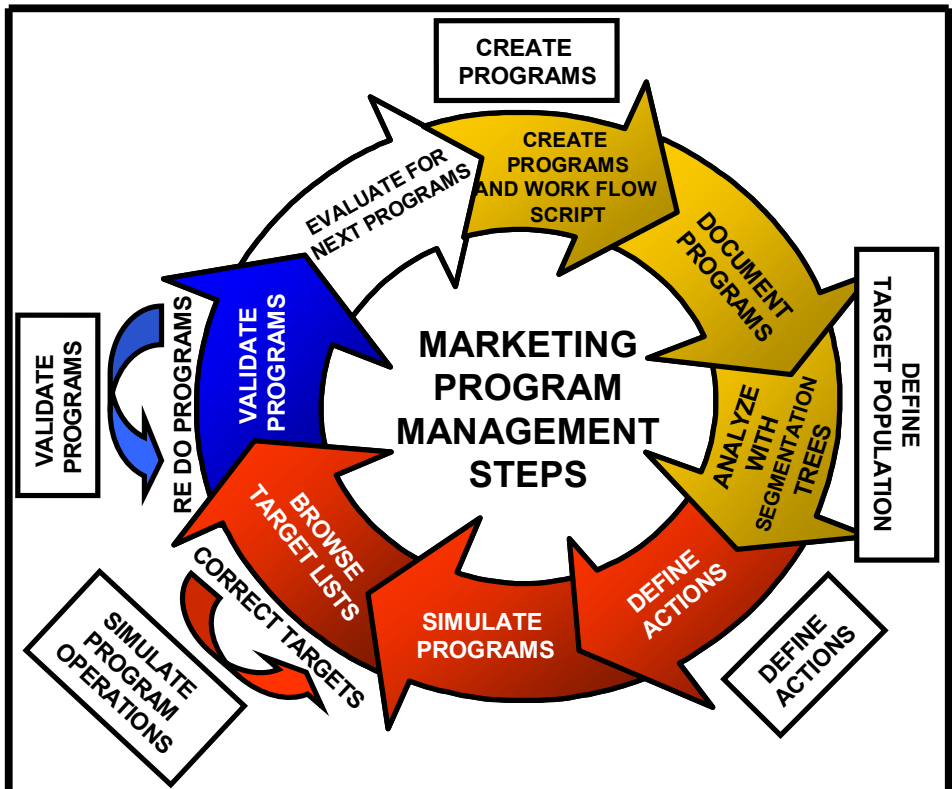 CREATE
PROGRAMS
CREATE
PROGRAMS
AND WORK FLOW
SCRIPT
DOCUMENT
PROGRAMS
DEFINE
TARGET POPULATION
ANALYZE
WITH
SEGMENTATION
TREES
DEFINE
ACTIONS
DEFINE
ACTIONS
SIMULATE
PROGRAMS
BROWSE
TARGET LISTS
CORRECT TARGETS
SIMULATE
PROGRAM
OPERATIONS
VALIDATE
PROGRAMS
RE DO PROGRAMS
VALIDATE
PROGRAMS
EVALUATE FOR
NEXT PROGRAMS
MARKETING
PROGRAM
MANAGEMENT
STEPS